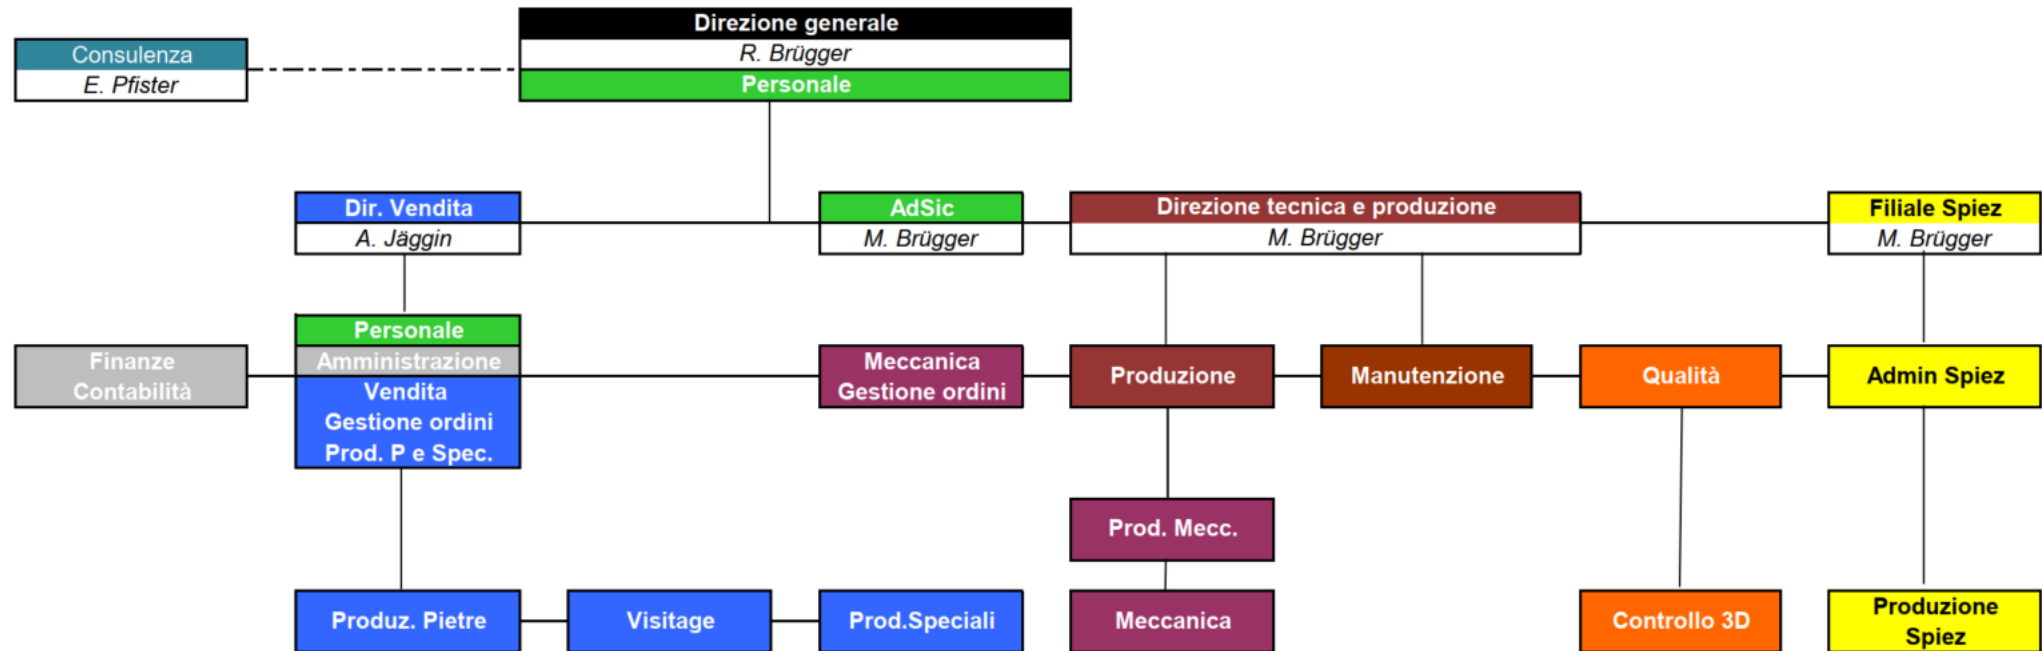 Direzione generale
Consulenza
R. Brügger
E. Pfister
Personale
Dir. Vendita
A. Jäggin
AdSic
M. Brügger
Direzione tecnica e produzione
M. Brügger
Filiale Spiez
M. Brügger
Finanze
Contabilità
Personale
Amministrazione
Vendita
Gestione ordini
Prod. P e Spec.
Meccanica
Gestione ordini
Produzione
Manutenzione
Qualità
Admin Spiez
Prod. Mecc.
Produz. Pietre
Visitage
Prod.Speciali
Meccanica
Controllo 3D
Produzione
Spiez